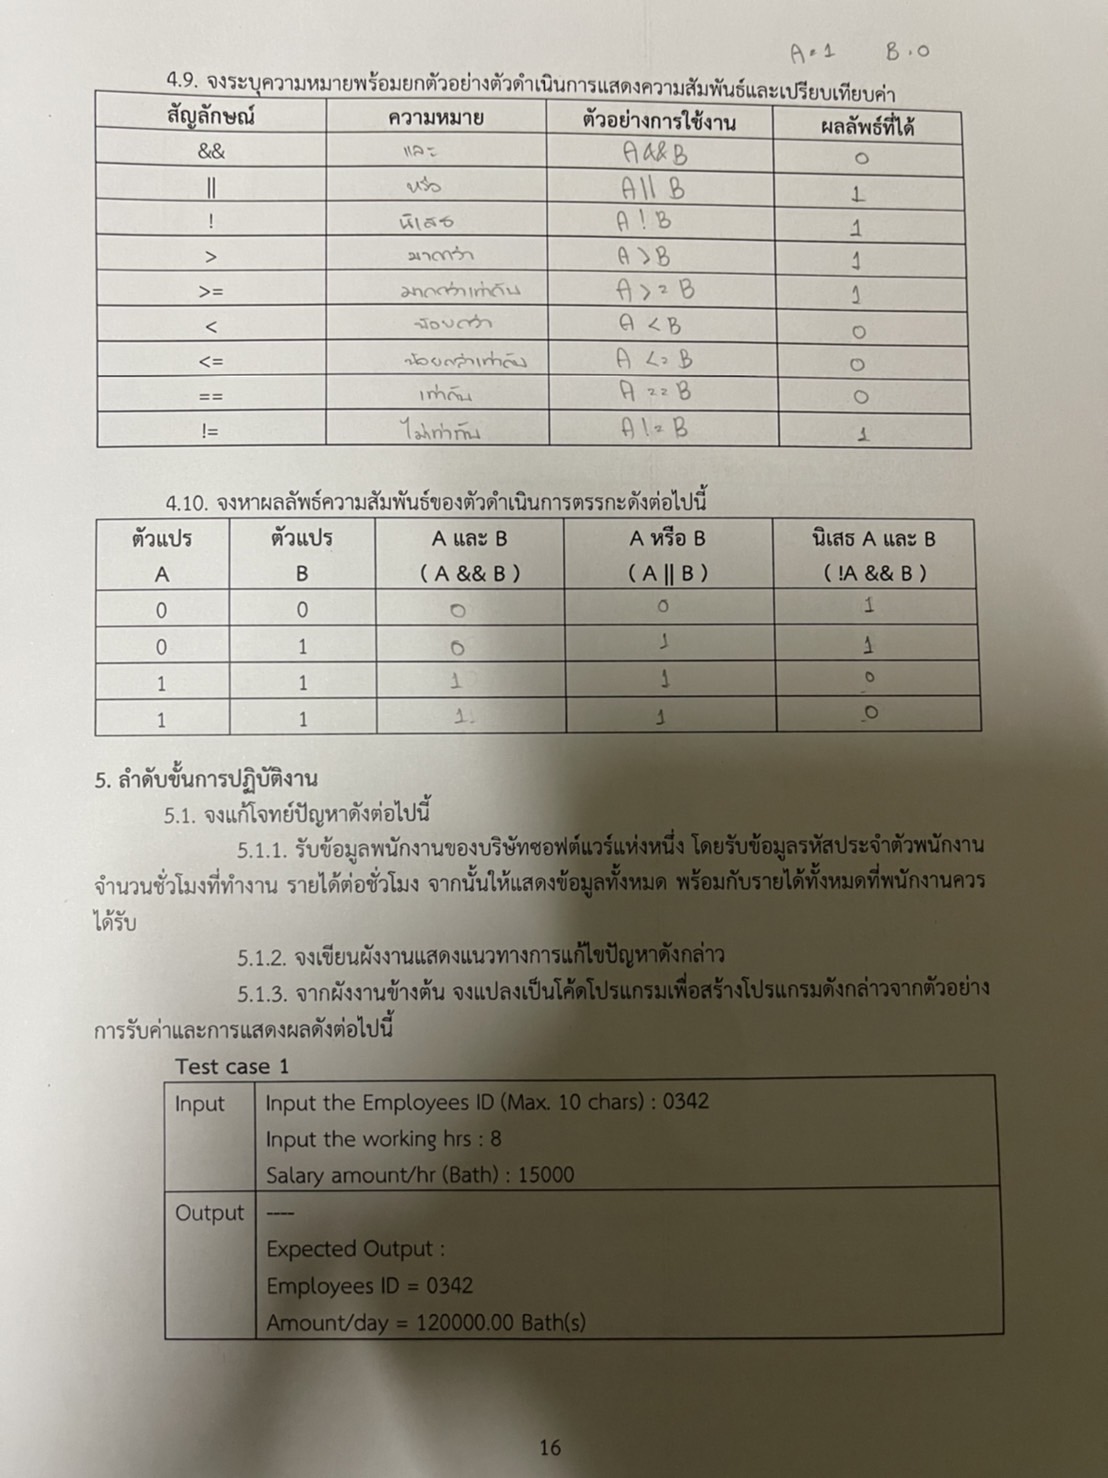 A=1 B=0
4.9. จงระบุความหมายพร้อมยกตัวอย่างตัวดำเนินการแสดงความสัมพันธ์และเปรียบเทียบค่า
สัญลักษณ์ ความหมาย ตัวอย่างการใช้งาน ผลลัพธ์ที่ได้
&& และ A&&B 0
|| หรือ A||B 1
! นิเสธ A!B 1
> มากกว่า A>B 1
>= มากกว่าเท่ากับ A>=B 1
< น้อยกว่า A<B 0
<= น้อยกว่าเท่ากับ A<=B 0
== เท่ากับ A==B 0
!= ไม่เท่ากับ A!=B 1
4.10. จงหาผลลัพธ์ความสัมพันธ์ของตัวดำเนินการตรรกะดังต่อไปนี้
ตัวแปร ตัวแปร A และ B A หรือ B นิเสธ A และ B
A B ( A && B ) ( A || B ) ( !A && B )
0 0 0 0 1
0 1 0 1 1
1 1 1 1 0
1 1 1 1 0
5. ลำดับขั้นการปฏิบัติงาน
5.1. จงแก้โจทย์ปัญหาดังต่อไปนี้
5.1.1. รับข้อมูลพนักงานของบริษัทซอฟต์แวร์แห่งหนึ่ง โดยรับข้อมูลรหัสประจำตัวพนักงาน
จำนวนชั่วโมงที่ทำงาน รายได้ต่อชั่วโมง จากนั้นให้แสดงข้อมูลทั้งหมด พร้อมกับรายได้ทั้งหมดที่พนักงานควร
ได้รับ
5.1.2. จงเขียนผังงานแสดงแนวทางการแก้ไขปัญหาดังกล่าว
5.1.3. จากผังงานข้างต้น จงแปลงเป็นโค้ดโปรแกรมเพื่อสร้างโปรแกรมดังกล่าวจากตัวอย่าง
การรับค่าและการแสดงผลดังต่อไปนี้
Test case 1
Input Input the Employees ID (Max. 10 chars) : 0342
Input the working hrs : 8
Salary amount/hr (Bath) : 15000
Output ----
Expected Output :
Employees ID = 0342
Amount/day = 120000.00 Bath(s)
16